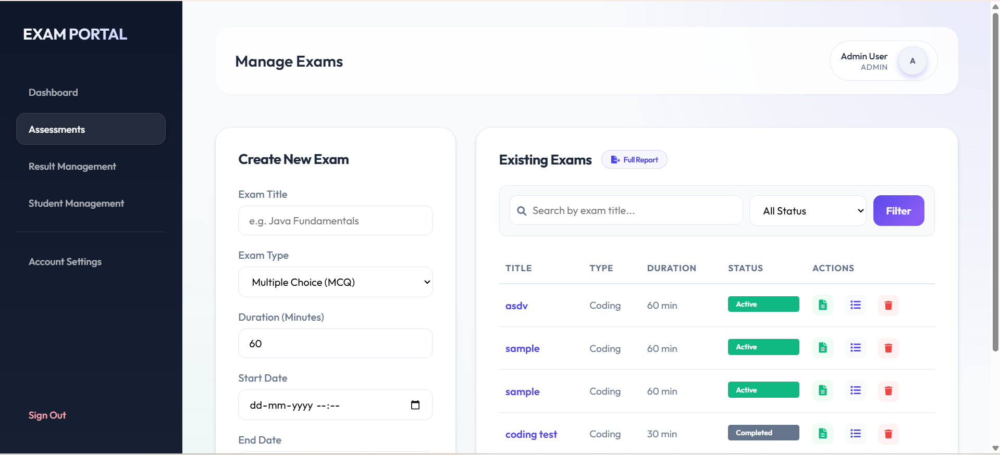 EXAM PORTAL
Dashboard
Assessments
Result Management
Student Management
Account Settings
Sign Out
Manage Exams
Admin User
ADMIN
A
Create New Exam
Exam Title
e.g. Java Fundamentals
Exam Type
Multiple Choice (MCQ)
Duration (Minutes)
60
Start Date
dd-mm-yyyy --:--
End Date
Existing Exams
Full Report
Search by exam title...
All Status
Filter
TITLE TYPE DURATION STATUS ACTIONS
asdv Coding 60 min Active
sample Coding 60 min Active
sample Coding 60 min Active
coding test Coding 30 min Completed